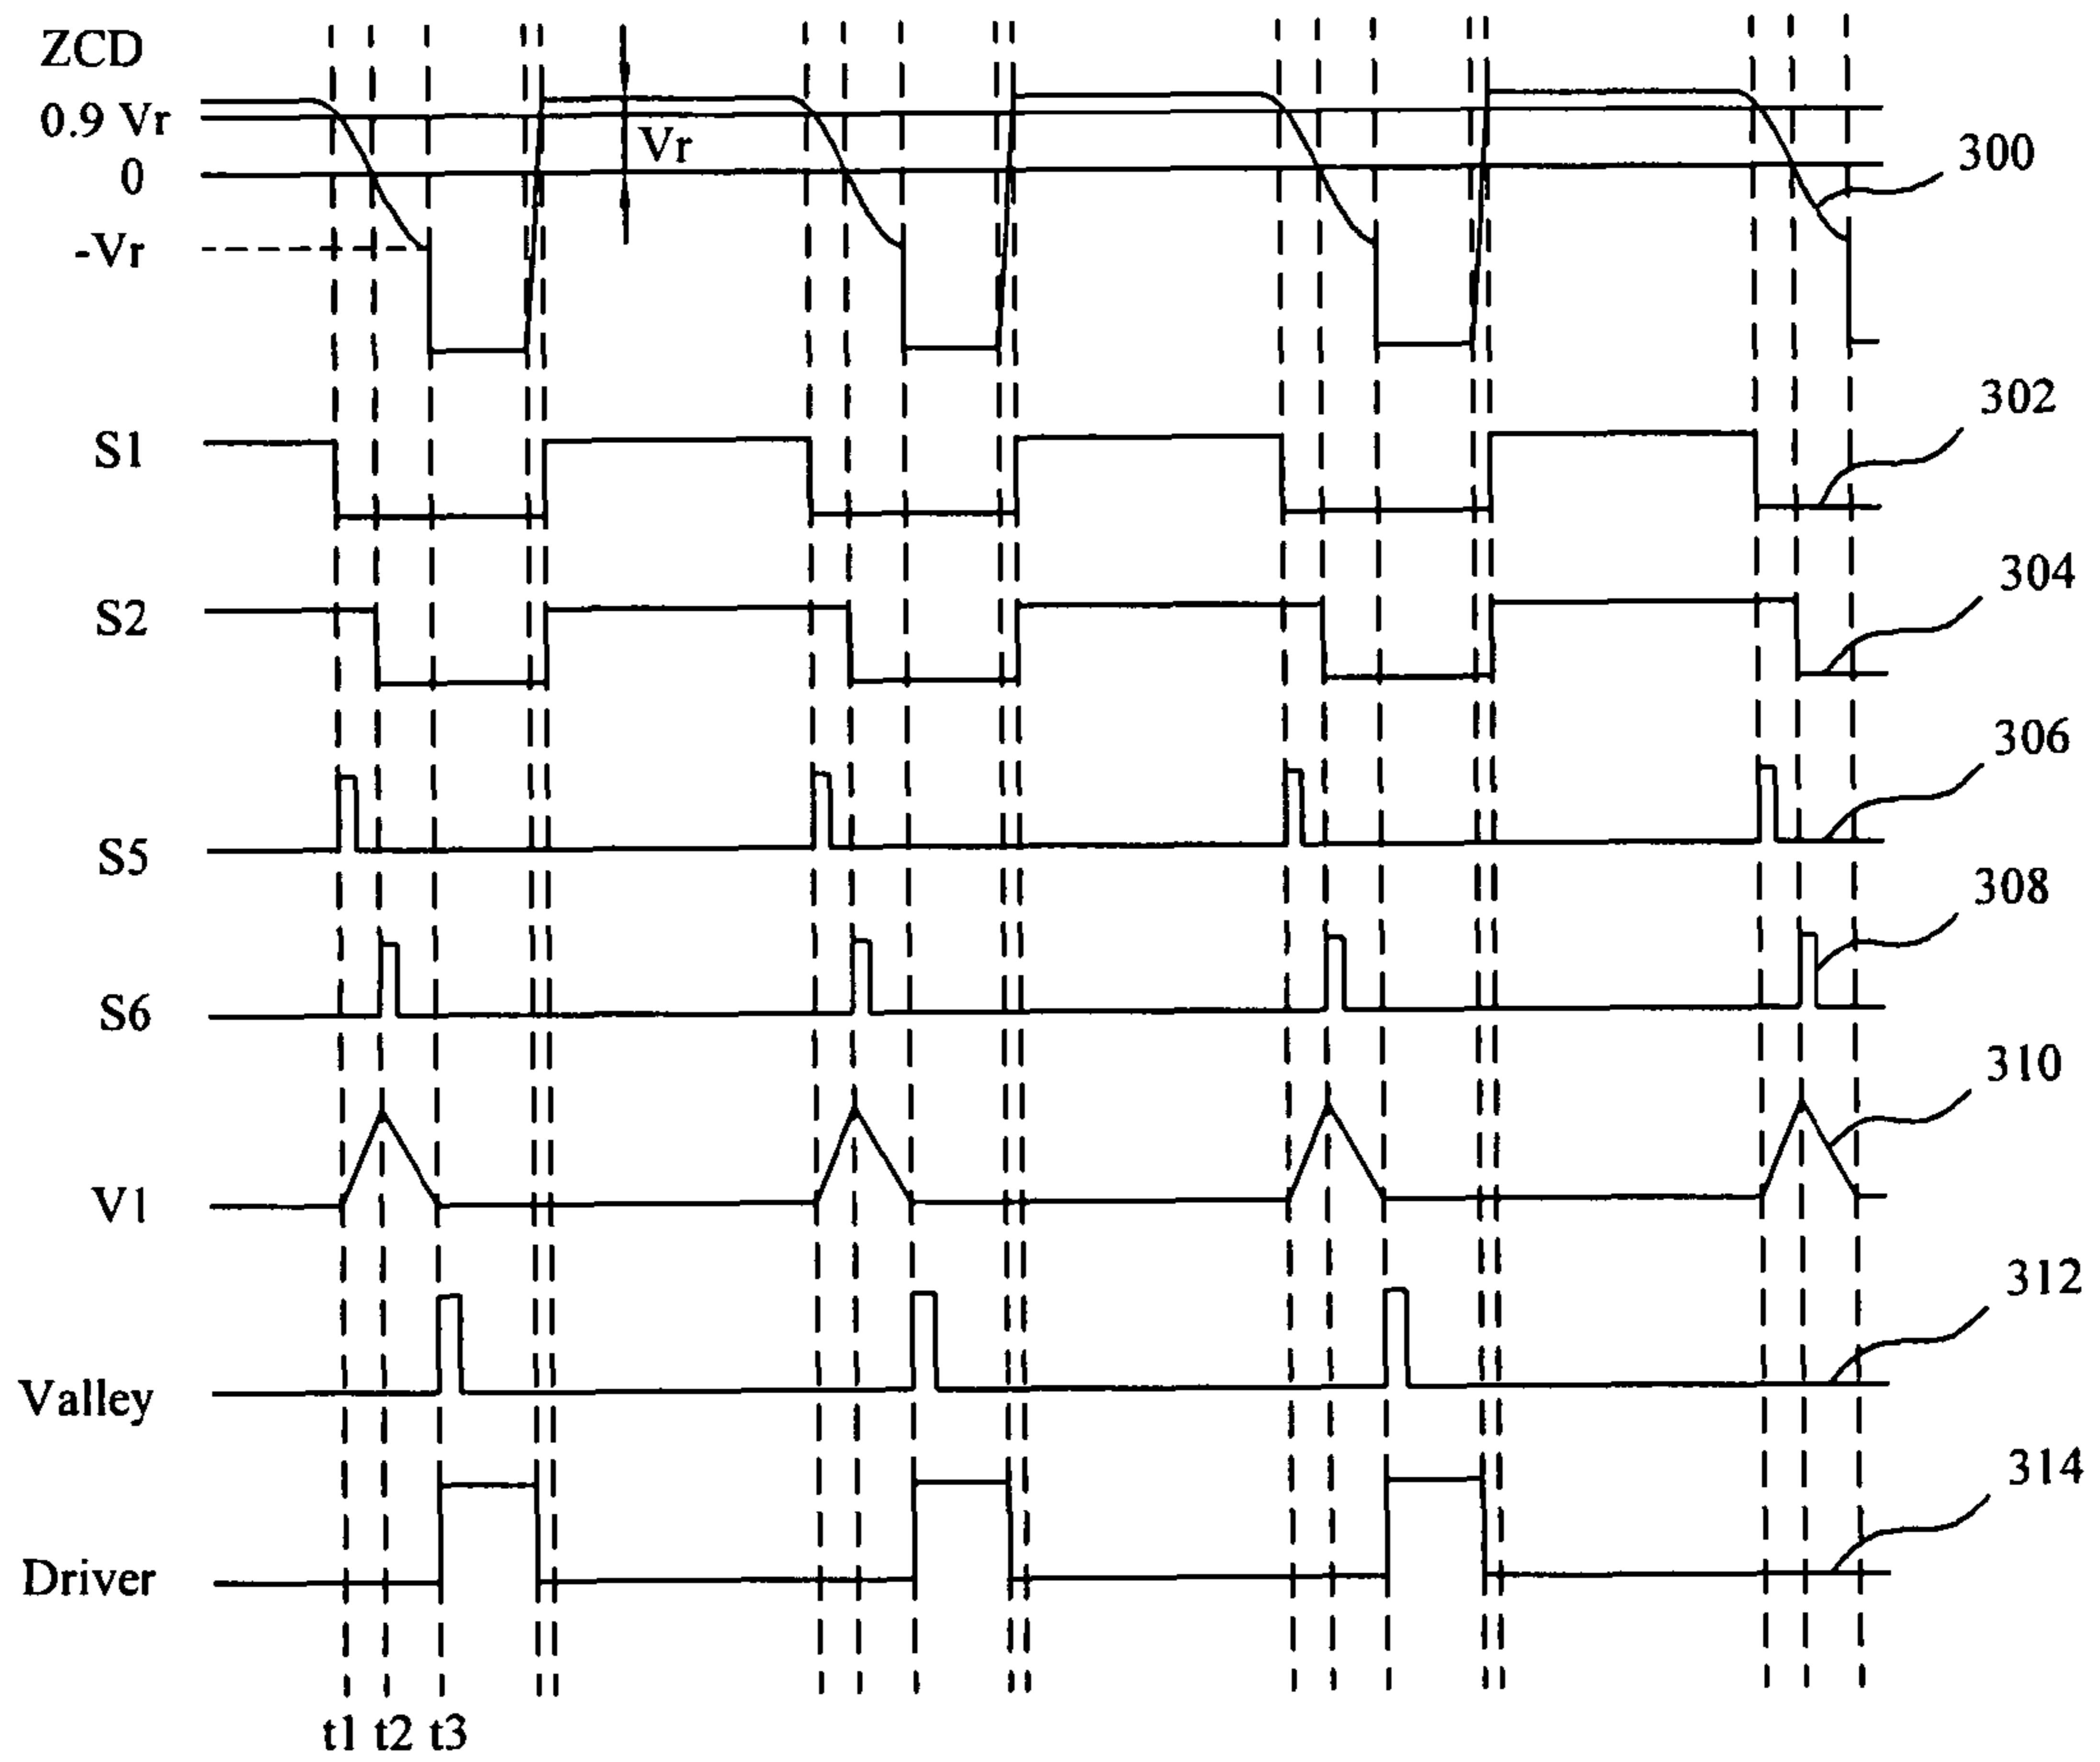 ZCD
0.9 Vr
Vr
0
300
-Vr
302
S1
304
S2
306
S5
308
S6
310
V1
312
Valley
314
Driver
t1 t2 t3